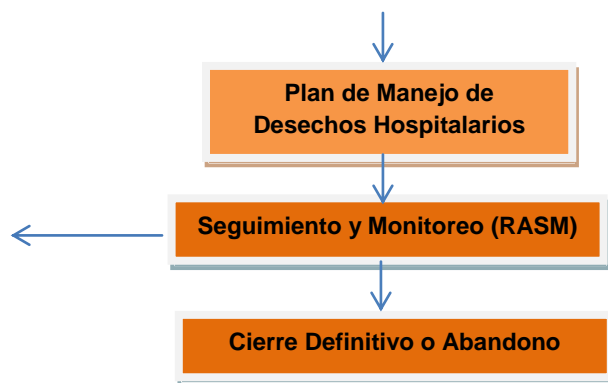 Plan de Manejo de
Desechos Hospitalarios
Seguimiento y Monitoreo (RASM)
Cierre Definitivo o Abandono